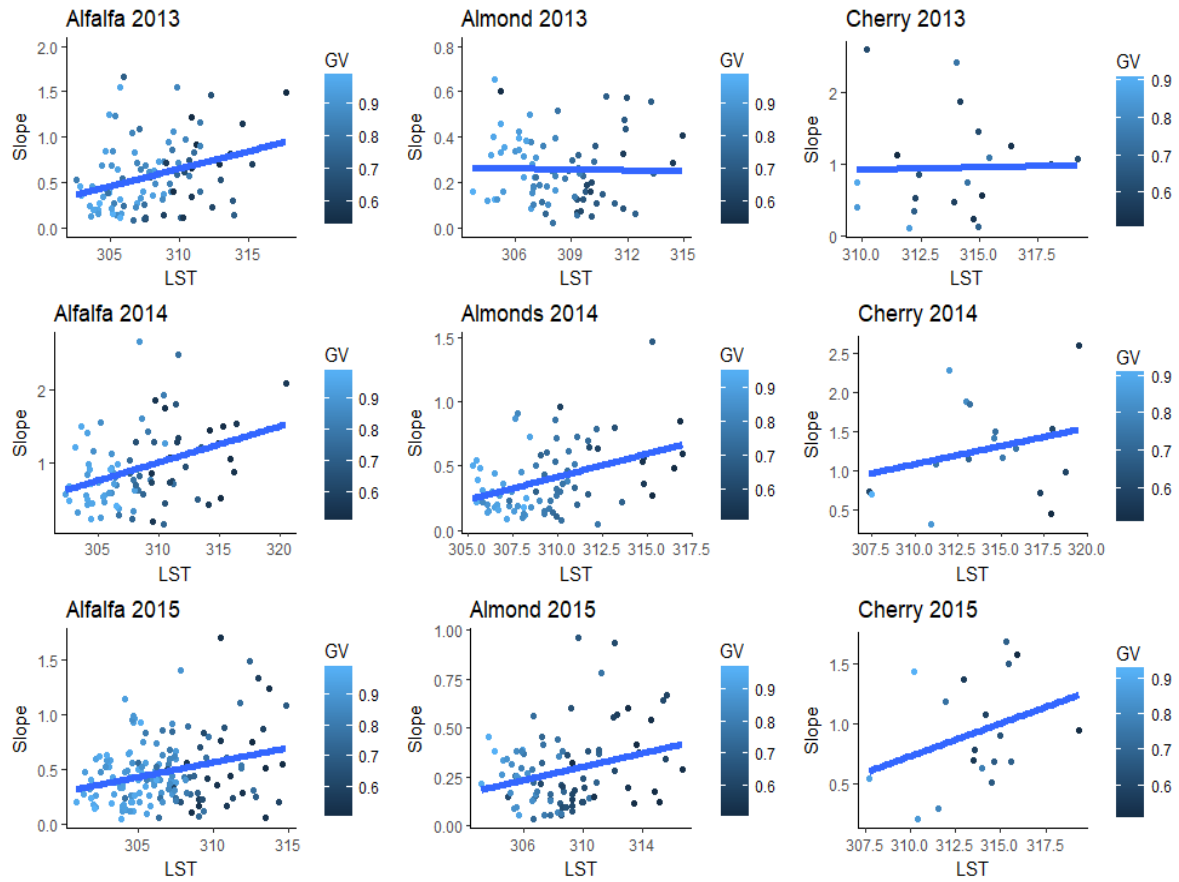 Alfalfa 2013
2.0
1.5
1.0
0.5
0.0
Slope
305 310 315
LST
GV
0.9
0.8
0.7
0.6
Almond 2013
0.8
0.6
0.4
0.2
0.0
Slope
306 309 312 315
LST
GV
0.9
0.8
0.7
0.6
Cherry 2013
2
1
0
Slope
310.0 312.5 315.0 317.5
LST
GV
0.9
0.8
0.7
0.6
Alfalfa 2014
2
1
Slope
305 310 315 320
LST
GV
0.9
0.8
0.7
0.6
Almonds 2014
1.5
1.0
0.5
0.0
Slope
305.0 307.5 310.0 312.5 315.0 317.5
LST
GV
0.9
0.8
0.7
0.6
Cherry 2014
2.5
2.0
1.5
1.0
0.5
Slope
307.5 310.0 312.5 315.0 317.5 320.0
LST
GV
0.9
0.8
0.7
0.6
Alfalfa 2015
1.5
1.0
0.5
0.0
Slope
305 310 315
LST
GV
0.9
0.8
0.7
0.6
Almond 2015
1.00
0.75
0.50
0.25
0.00
Slope
306 310 314
LST
GV
0.9
0.8
0.7
0.6
Cherry 2015
1.5
1.0
0.5
Slope
307.5 310.0 312.5 315.0 317.5
LST
GV
0.9
0.8
0.7
0.6